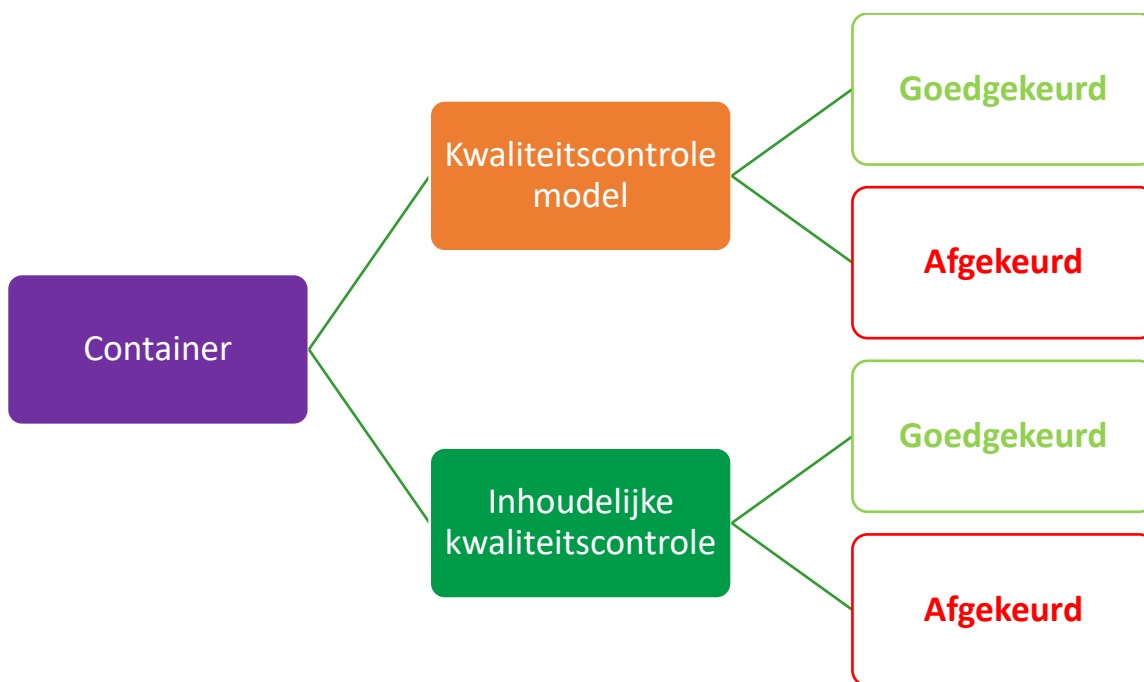 Container
Kwaliteitscontrole
model
Goedgekeurd
Afgekeurd
Inhoudelijke
kwaliteitscontrole
Goedgekeurd
Afgekeurd